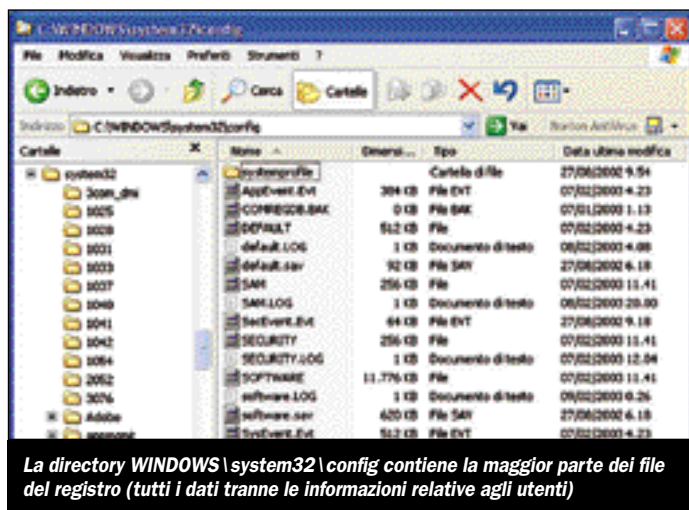 C:\WINDOWS\system32\config
File Modifica Visualizza Preferiti Strumenti ?
Indietro Cerca Cartelle
Indirizzo C:\WINDOWS\system32\config Vai Norton AntiVirus
Cartelle Nome Dimensi... Tipo Data ultima modifica
system32
3com_dmi
1025
1028
1031
1033
1037
1040
1041
1042
1054
2052
3076
Adobe
systemprofile Cartella di file 27/08/2002 9.54
AppEvent.Evt 384 KB File EVT 07/02/2003 4.23
COMREGDB.BAK 0 KB File BAK 07/01/2003 1.13
DEFAULT 512 KB File 07/02/2003 4.23
default.LOG 1 KB Documento di testo 08/02/2003 4.08
default.sav 92 KB File SAV 27/08/2002 6.18
SAM 256 KB File 07/02/2003 11.41
SAM.LOG 1 KB Documento di testo 08/02/2003 20.00
SecEvent.Evt 64 KB File EVT 27/08/2002 9.18
SECURITY 256 KB File 07/02/2003 11.41
SECURITY.LOG 1 KB Documento di testo 07/02/2003 12.04
SOFTWARE 11.776 KB File 07/02/2003 11.41
software.LOG 1 KB Documento di testo 09/02/2003 0.26
software.sav 620 KB File SAV 27/08/2002 6.18
SysEvent.Evt 512 KB File EVT 07/02/2003 4.23
La directory WINDOWS\system32\config contiene la maggior parte dei file
del registro (tutti i dati tranne le informazioni relative agli utenti)